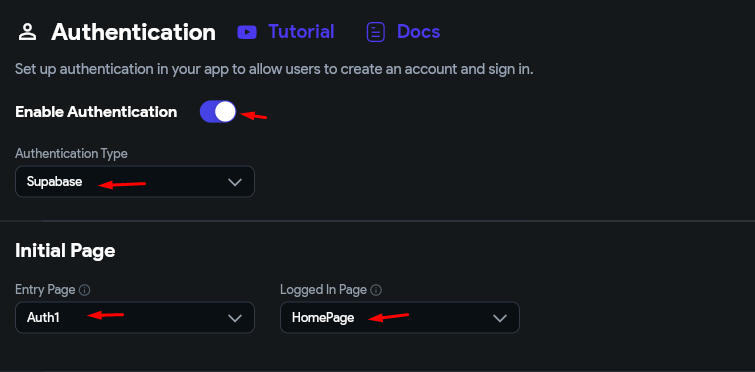 Authentication Tutorial Docs
Set up authentication in your app to allow users to create an account and sign in.
Enable Authentication
Authentication Type
Supabase
Initial Page
Entry Page Logged In Page
Auth1 HomePage